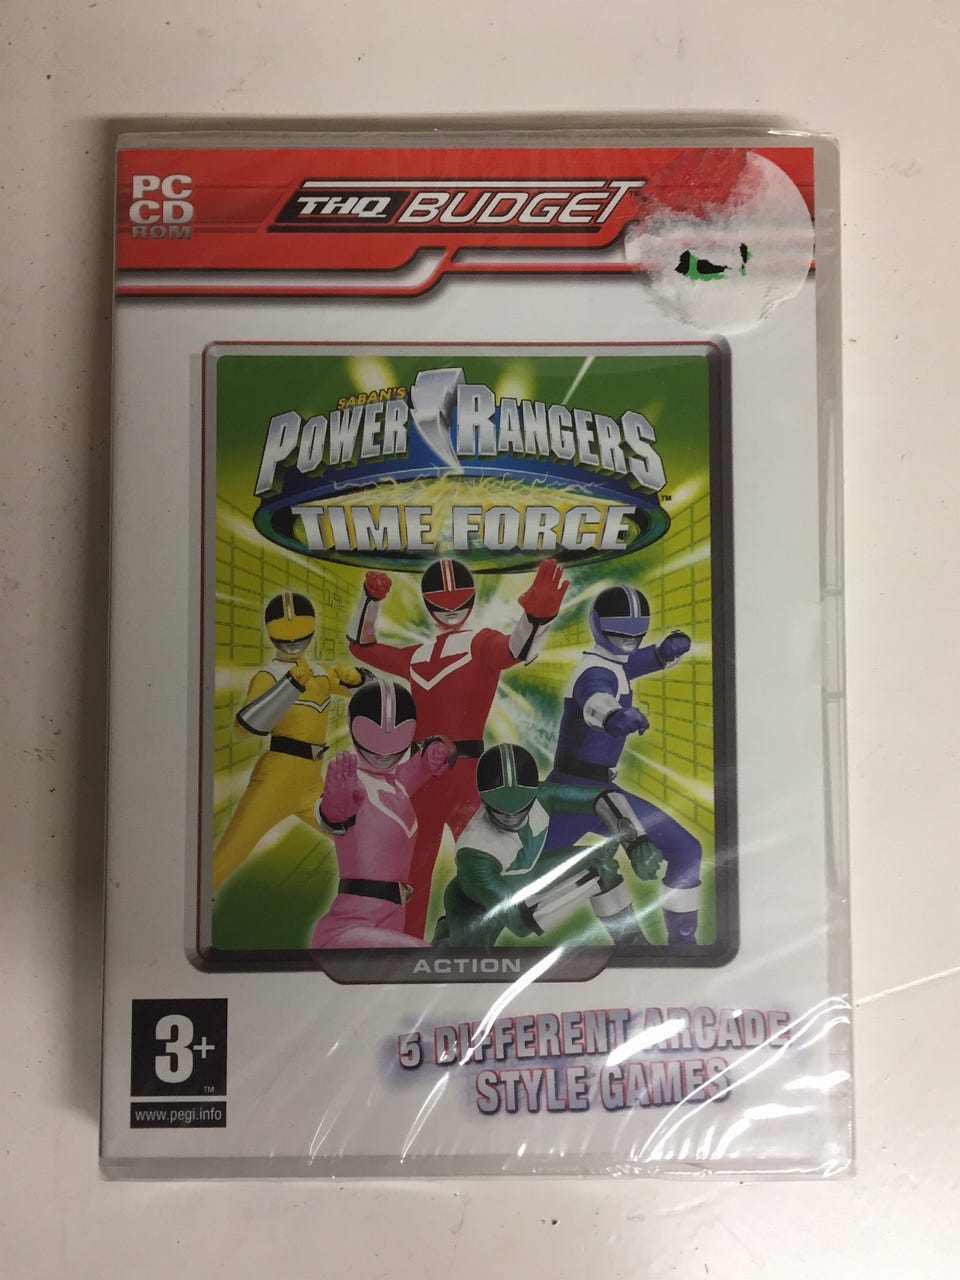 PC
CD
ROM
THQ BUDGET
SABAN'S
POWER RANGERS
TM
TIME FORCE
ACTION
3+
TM
www.pegi.info
5 DIFFERENT ARCADE
STYLE GAMES